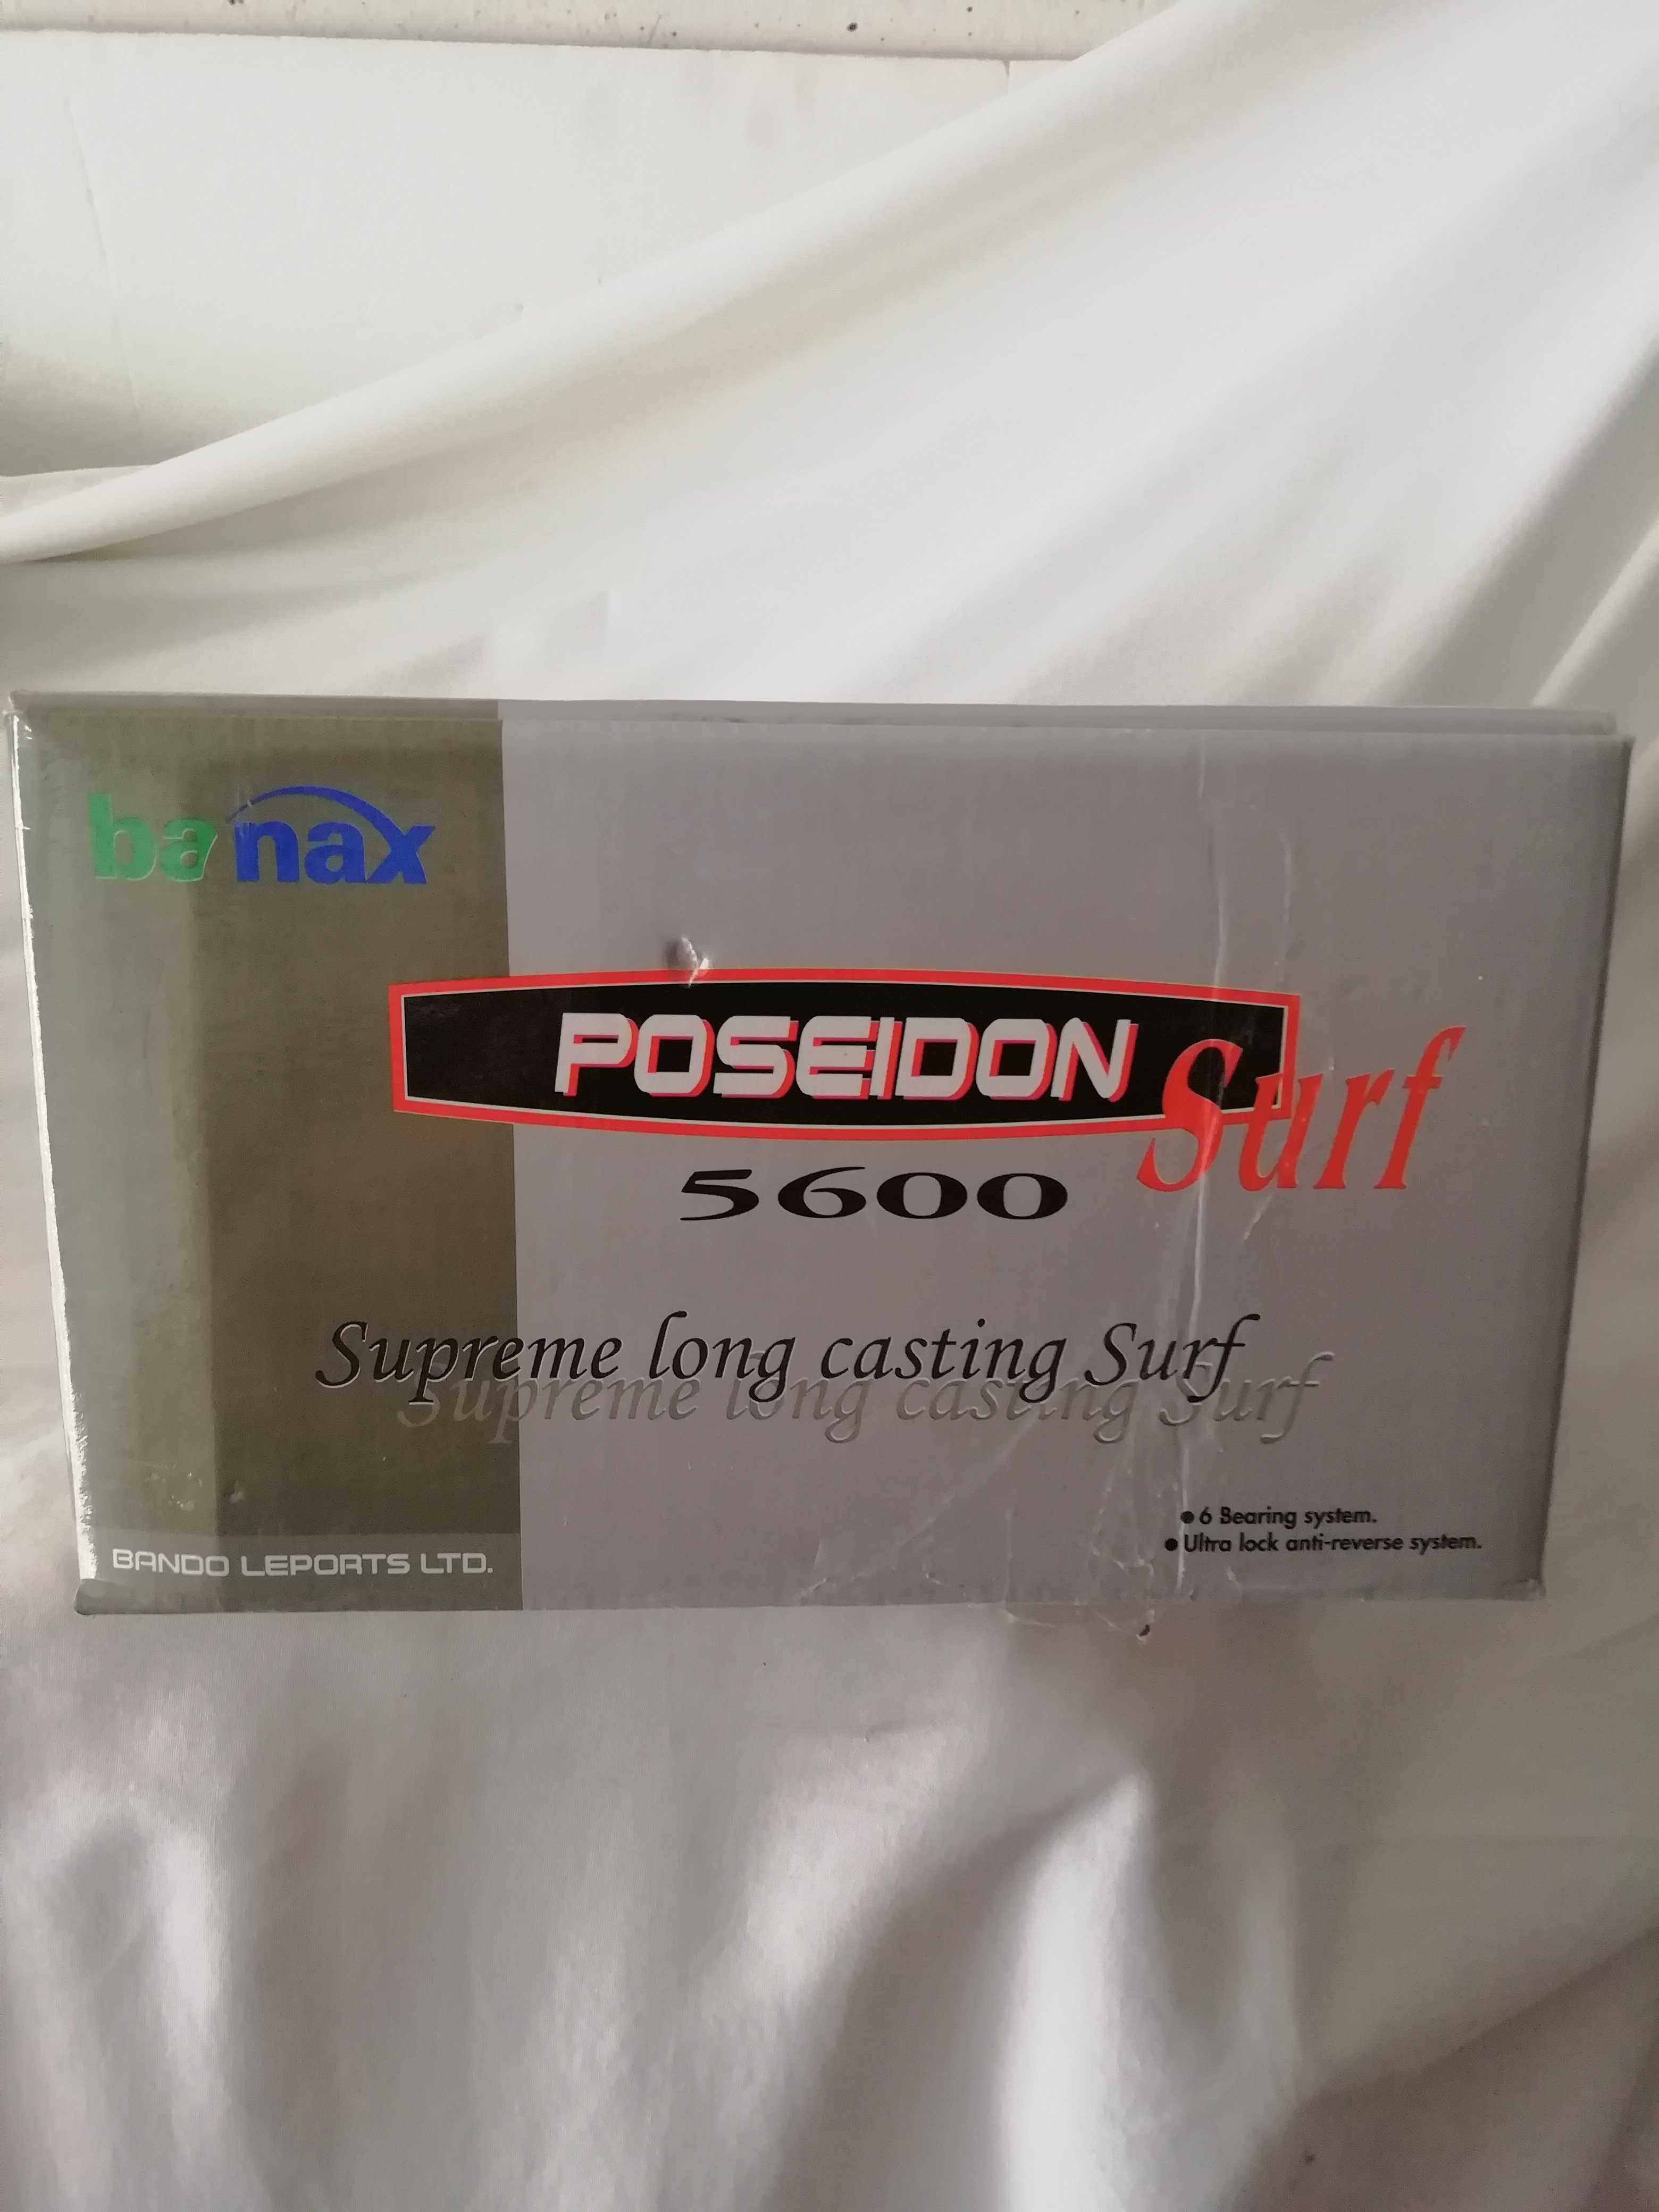 banax
POSEIDON Surf
5600
Supreme long casting Surf
Supreme long casting Surf
● 6 Bearing system.
● Ultra lock anti-reverse system.
BANDO LEPORTS LTD.